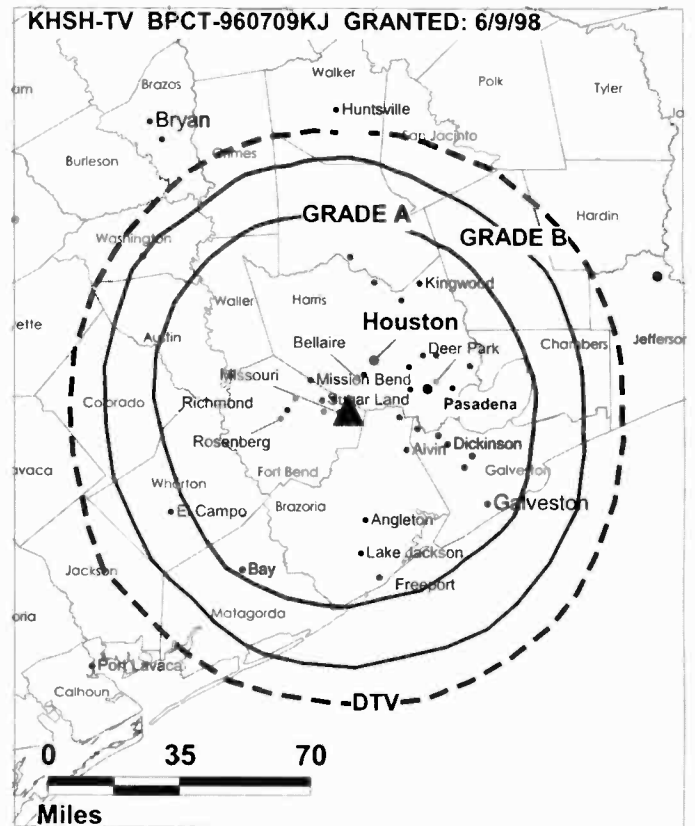 KHSH-TV BPCT-960709KJ GRANTED: 6/9/98
Walker
Polk
Tyler
Brazos
Huntsville
Bryan
San Jacinto
Grimes
Burleson
Hardin
GRADE A
GRADE B
Washington
Kingwood
Waller
Harris
Houston
Jefferson
Chambers
Austin
Bellaire
Deer Park
Missouri
Mission Bend
Colorado
Richmond
Sugar Land
Pasadena
Rosenberg
Alvin
Dickinson
Fort Bend
Galveston
Wharton
Brazoria
Galveston
El Campo
Angleton
Lake Jackson
Bay
Freeport
Jackson
Matagorda
Port Lavaca
Calhoun
DTV
0 35 70
Miles